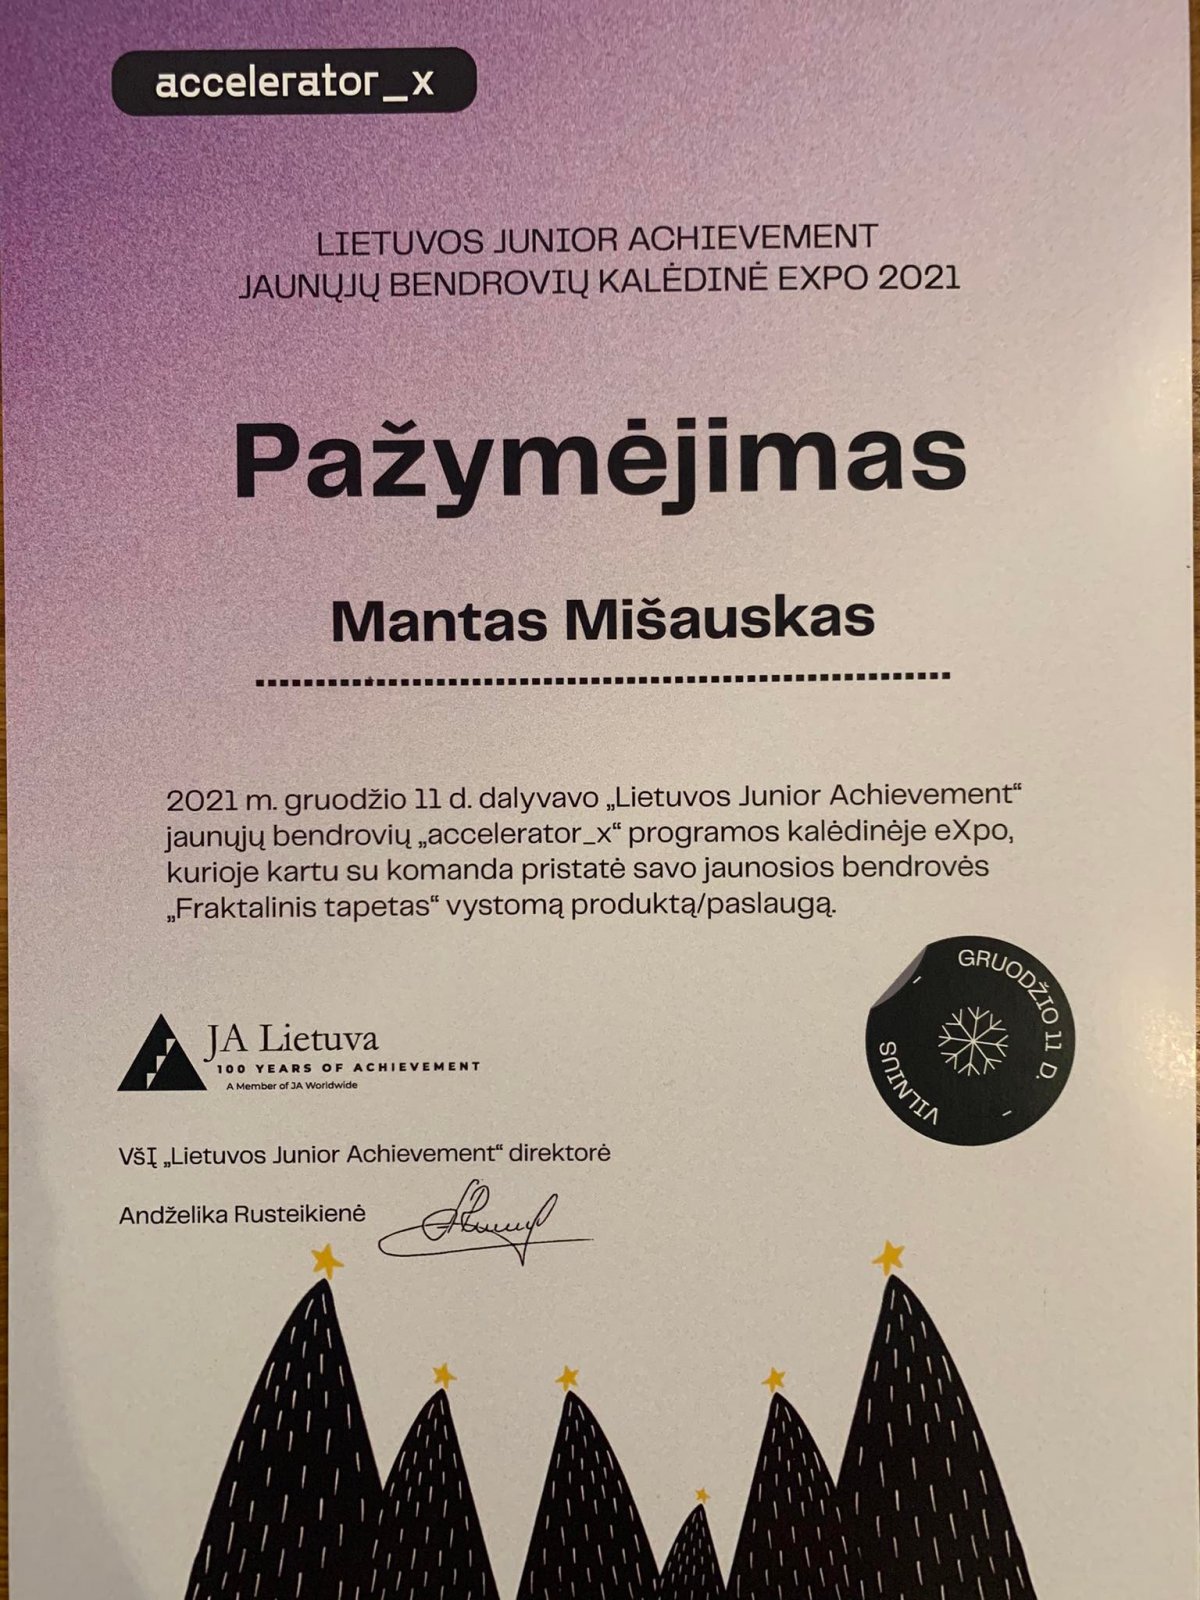 accelerator_x
LIETUVOS JUNIOR ACHIEVEMENT
JAUNŲJŲ BENDROVIŲ KALĖDINĖ EXPO 2021
Pažymėjimas
Mantas Mišauskas
2021 m. gruodžio 11 d. dalyvavo „Lietuvos Junior Achievement“
jaunųjų bendrovių „accelerator_x“ programos kalėdinėje eXpo,
kurioje kartu su komanda pristatė savo jaunosios bendrovės
„Fraktalinis tapetas“ vystomą produktą/paslaugą.
GRUODŽIO 11 D.
VILNIUS
JA Lietuva
100 YEARS OF ACHIEVEMENT
A Member of JA Worldwide
VšĮ „Lietuvos Junior Achievement“ direktorė
Andželika Rusteikienė